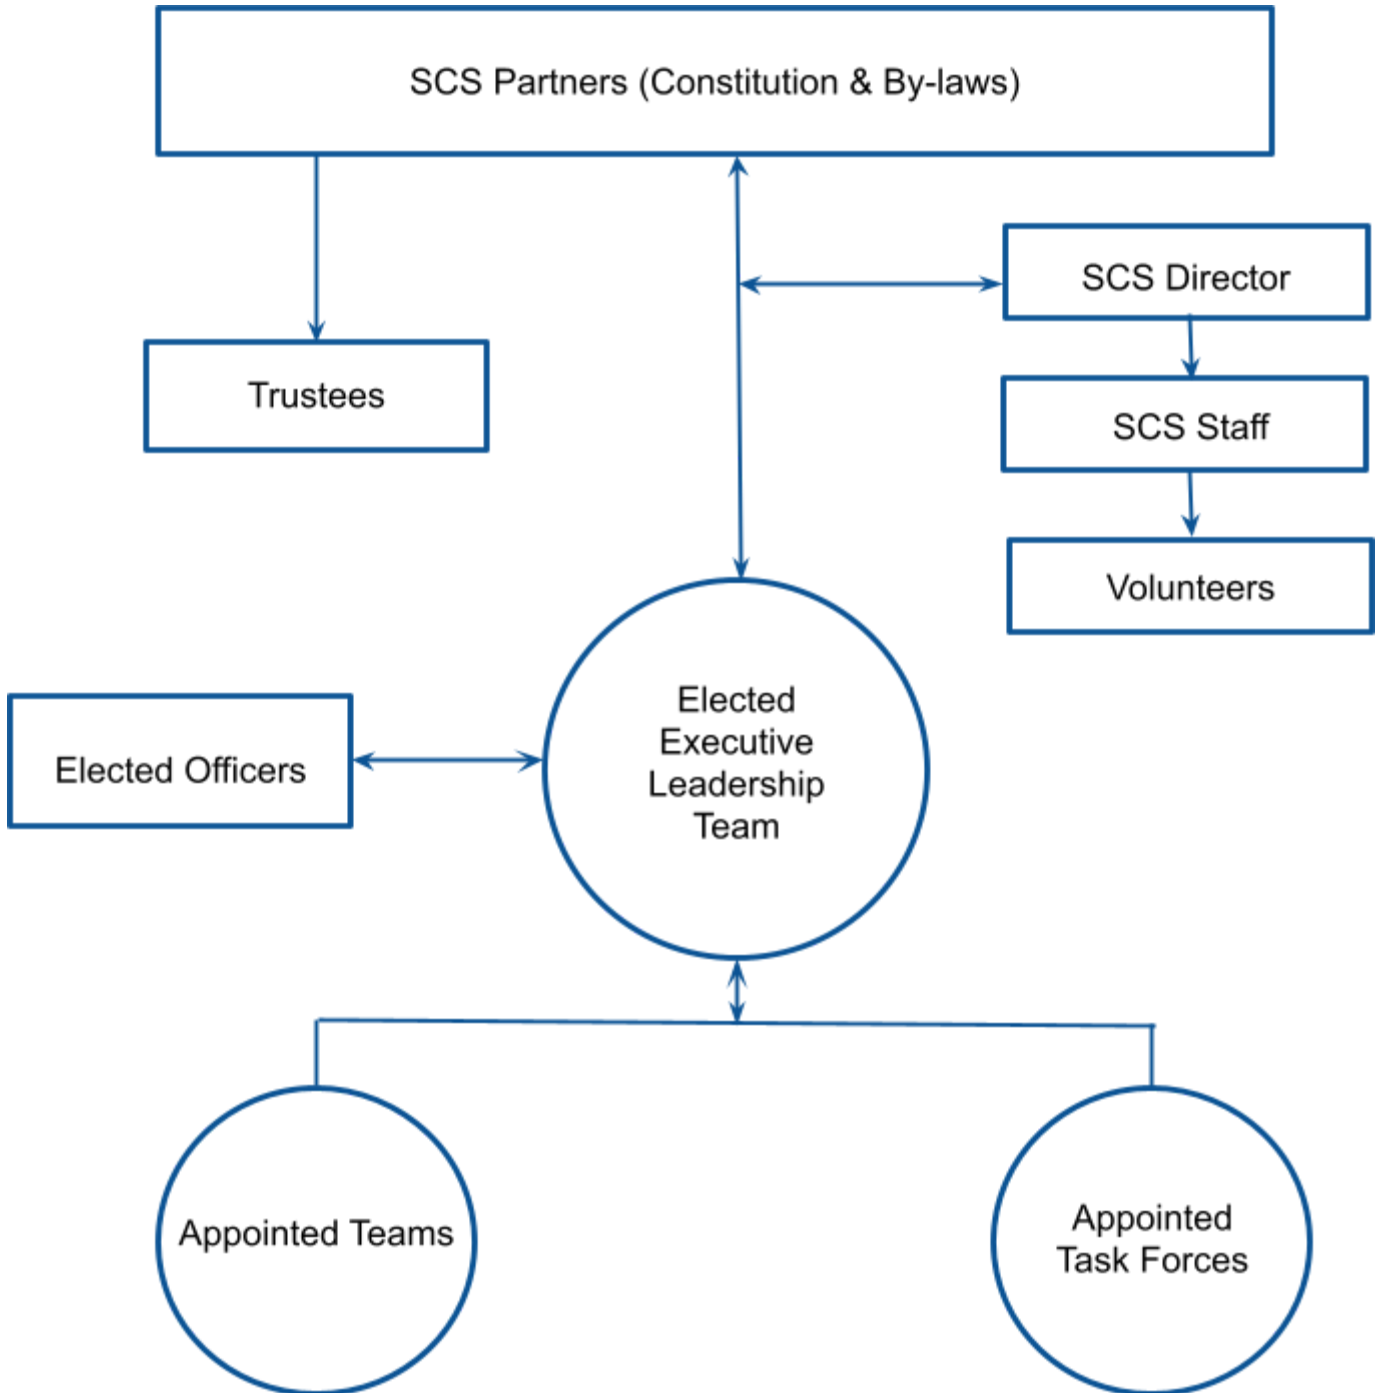 SCS Partners (Constitution & By-laws)
SCS Director
Trustees
SCS Staff
Volunteers
Elected
Executive
Leadership
Team
Elected Officers
Appointed Teams
Appointed
Task Forces